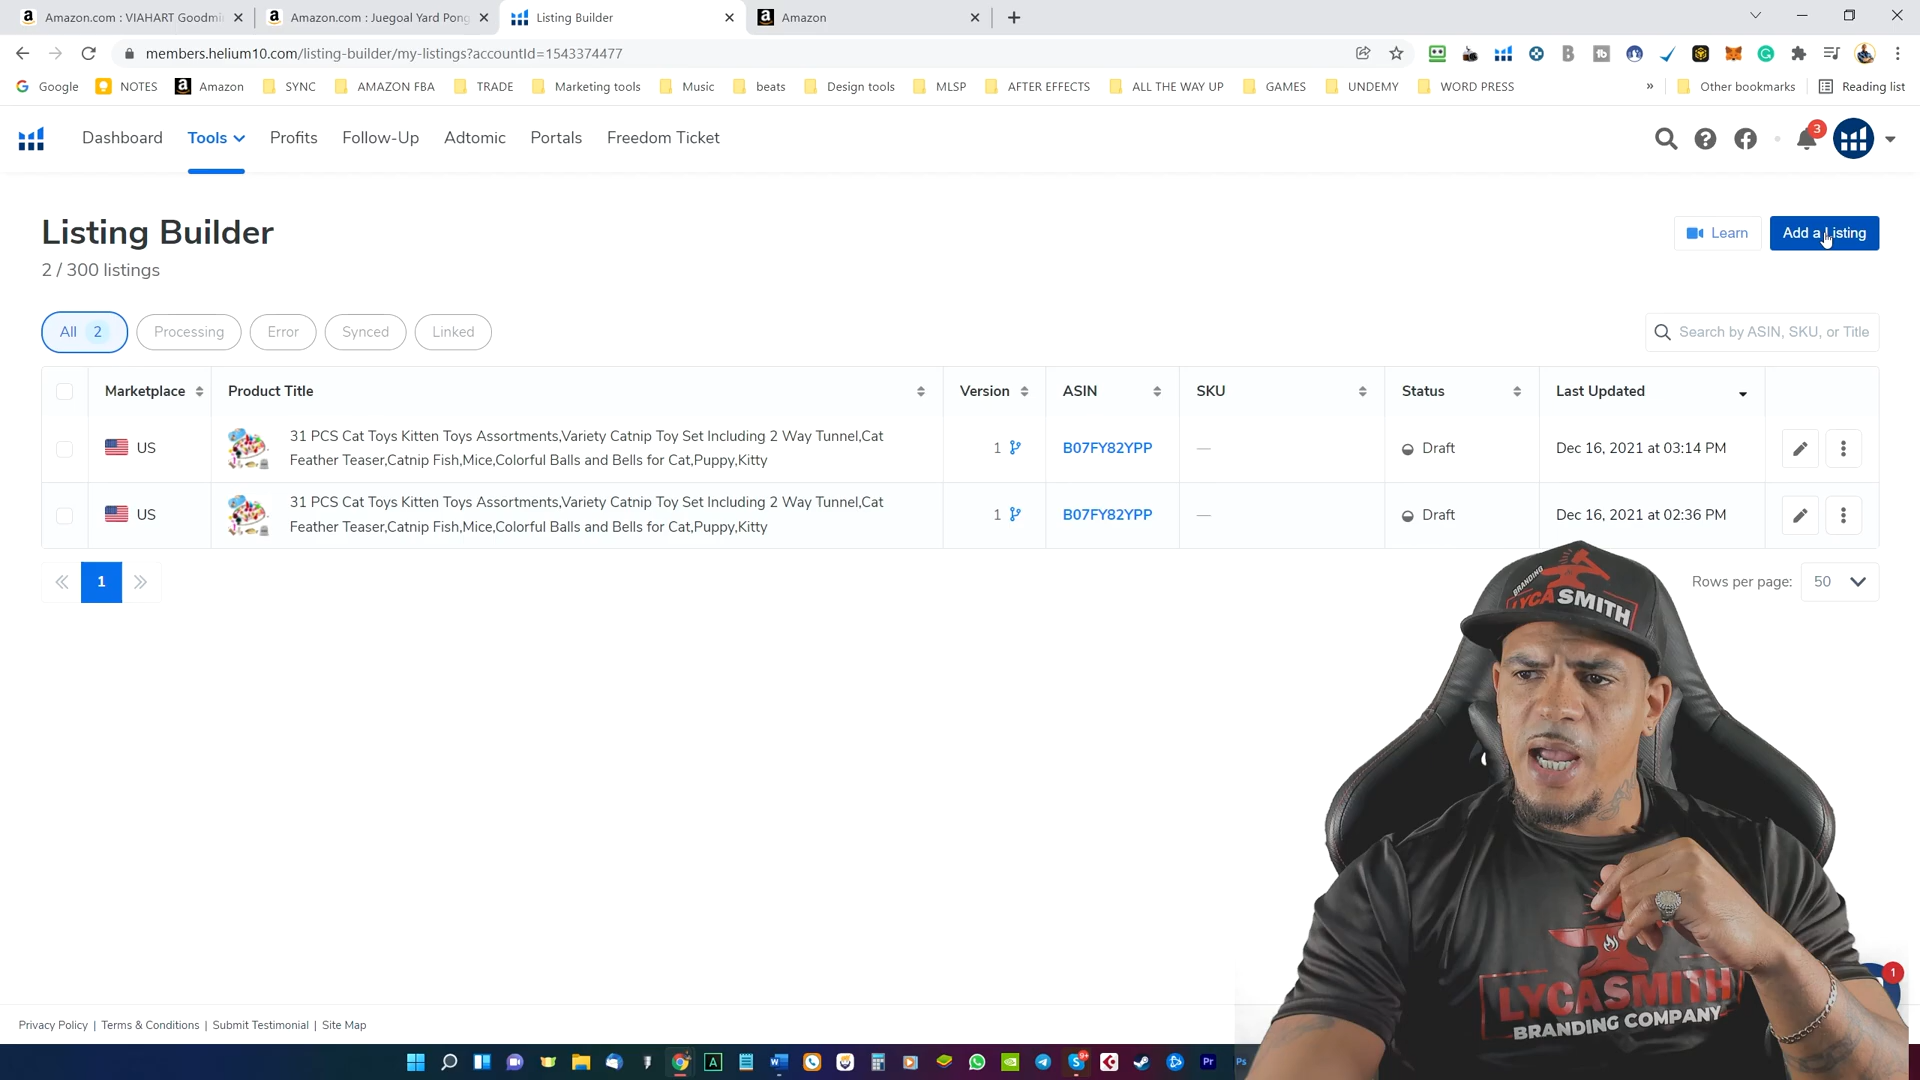 Amazon.com : VIAHART Goodmi
Amazon.com : Juegoal Yard Pong
Listing Builder
Amazon
members.helium10.com/listing-builder/my-listings?accountId=1543374477
Google
NOTES
Amazon
SYNC
AMAZON FBA
TRADE
Marketing tools
Music
beats
Design tools
MLSP
AFTER EFFECTS
ALL THE WAY UP
GAMES
UNDEMY
WORD PRESS
»
Other bookmarks
Reading list
Dashboard
Tools
Profits
Follow-Up
Adtomic
Portals
Freedom Ticket
3
Listing Builder
Learn
Add a Listing
2 / 300 listings
All 2
Processing
Error
Synced
Linked
Search by ASIN, SKU, or Title
Marketplace
Product Title
Version
ASIN
SKU
Status
Last Updated
US
31 PCS Cat Toys Kitten Toys Assortments,Variety Catnip Toy Set Including 2 Way Tunnel,Cat
Feather Teaser,Catnip Fish,Mice,Colorful Balls and Bells for Cat,Puppy,Kitty
1
B07FY82YPP
—
Draft
Dec 16, 2021 at 03:14 PM
US
31 PCS Cat Toys Kitten Toys Assortments,Variety Catnip Toy Set Including 2 Way Tunnel,Cat
Feather Teaser,Catnip Fish,Mice,Colorful Balls and Bells for Cat,Puppy,Kitty
1
B07FY82YPP
—
Draft
Dec 16, 2021 at 02:36 PM
« 1 »
Rows per page: 50
BRANDING
LYCASMITH
LYCASMITH
BRANDING COMPANY
1
Privacy Policy | Terms & Conditions | Submit Testimonial | Site Map
9+
Pr
Ps